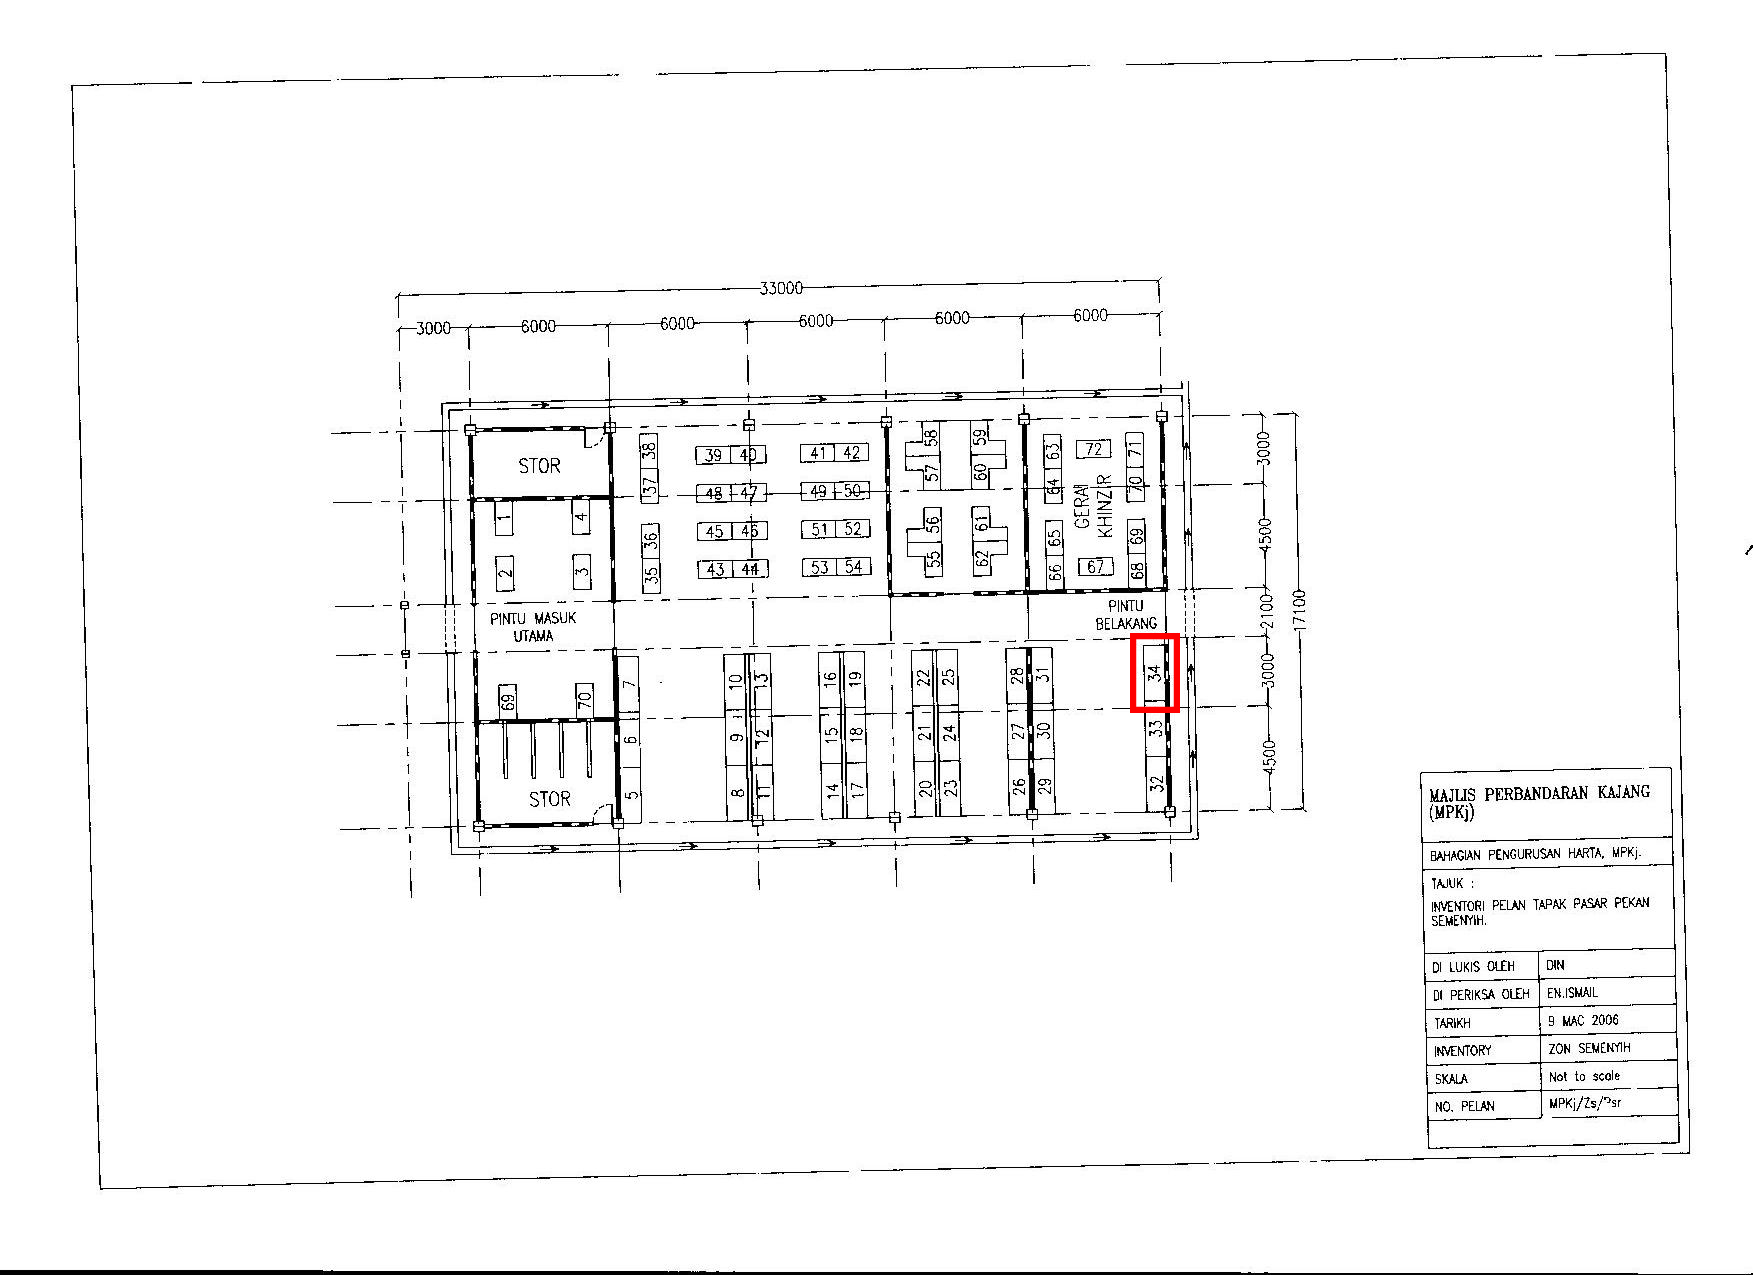 33000
3000 6000 6000 6000 6000 6000
STOR
1 4
2 3
PINTU MASUK
UTAMA
69 70
STOR
38
37
36
35
39 40 41 42
48 47 49 50
45 46 51 52
43 44 53 54
58 59
57 60
56 61
55 62
63 72 71
64 70
GERAI
KHINZIR
65 69
66 67 68
PINTU
BELAKANG
7 10 13 16 19 22 25 28 31 34
6 9 12 15 18 21 24 27 30 33
5 8 11 14 17 20 23 26 29 32
3000
4500
2100
3000
4500
17100
MAJLIS PERBANDARAN KAJANG
(MPKj)
BAHAGIAN PENGURUSAN HARTA, MPKj.
TAJUK :
INVENTORI PELAN TAPAK PASAR PEKAN
SEMENYIH.
DI LUKIS OLEH DIN
DI PERIKSA OLEH EN.ISMAIL
TARIKH 9 MAC 2006
INVENTORY ZON SEMENYIH
SKALA Not to scale
NO. PELAN MPKj/Zs/Psr